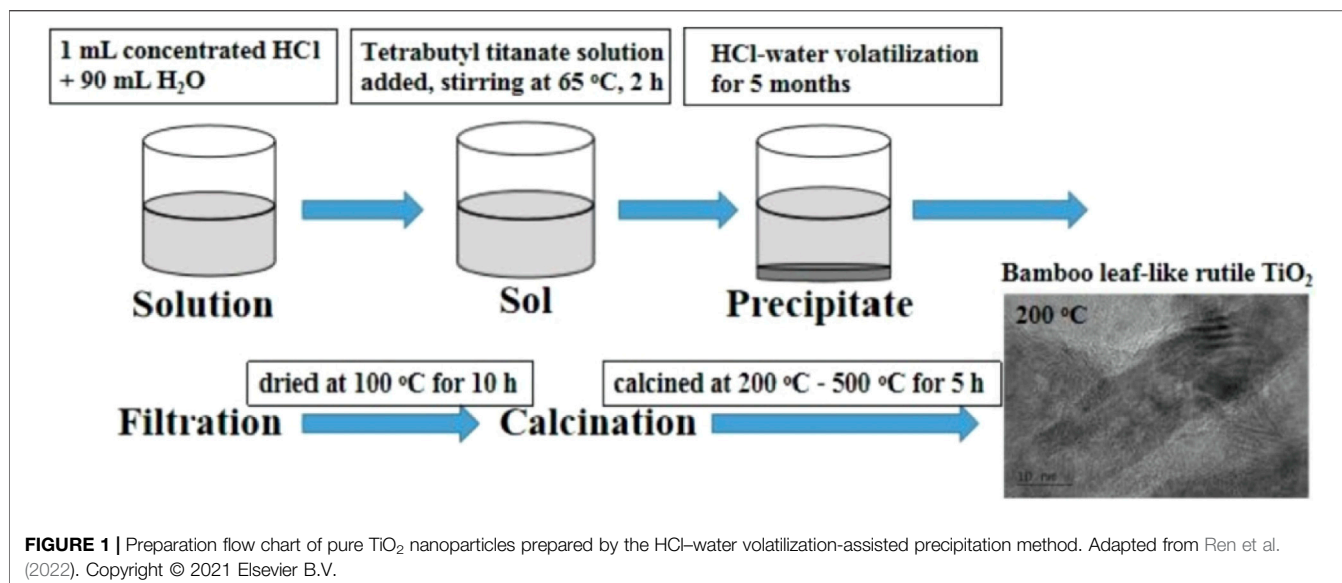 1 mL concentrated HCl
+ 90 mL H₂O
Tetrabutyl titanate solution
added, stirring at 65 °C, 2 h
HCl-water volatilization
for 5 months
Solution
Sol
Precipitate
Bamboo leaf-like rutile TiO₂
200 °C
10 nm
dried at 100 °C for 10 h
calcined at 200 °C - 500 °C for 5 h
Filtration
Calcination
FIGURE 1 | Preparation flow chart of pure TiO₂ nanoparticles prepared by the HCl–water volatilization-assisted precipitation method. Adapted from Ren et al.
(2022). Copyright © 2021 Elsevier B.V.